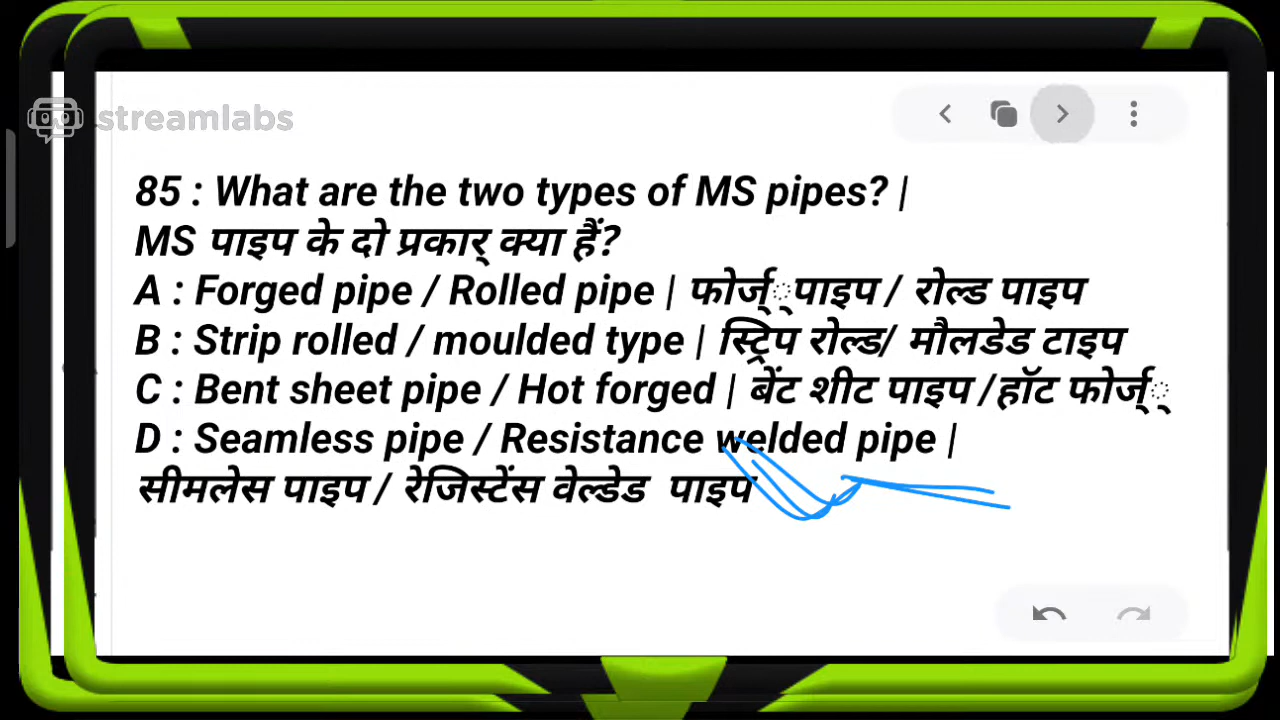 streamlabs
85 : What are the two types of MS pipes? |
MS पाइप के दो प्रकार् क्या हैं?
A : Forged pipe / Rolled pipe | फोर्ज््पाइप / रोल्ड पाइप
B : Strip rolled / moulded type | स्ट्रिप रोल्ड/ मौलडेड टाइप
C : Bent sheet pipe / Hot forged | बेंट शीट पाइप /हॉट फोर्ज््
D : Seamless pipe / Resistance welded pipe |
सीमलेस पाइप / रेजिस्टेंस वेल्डेड पाइप